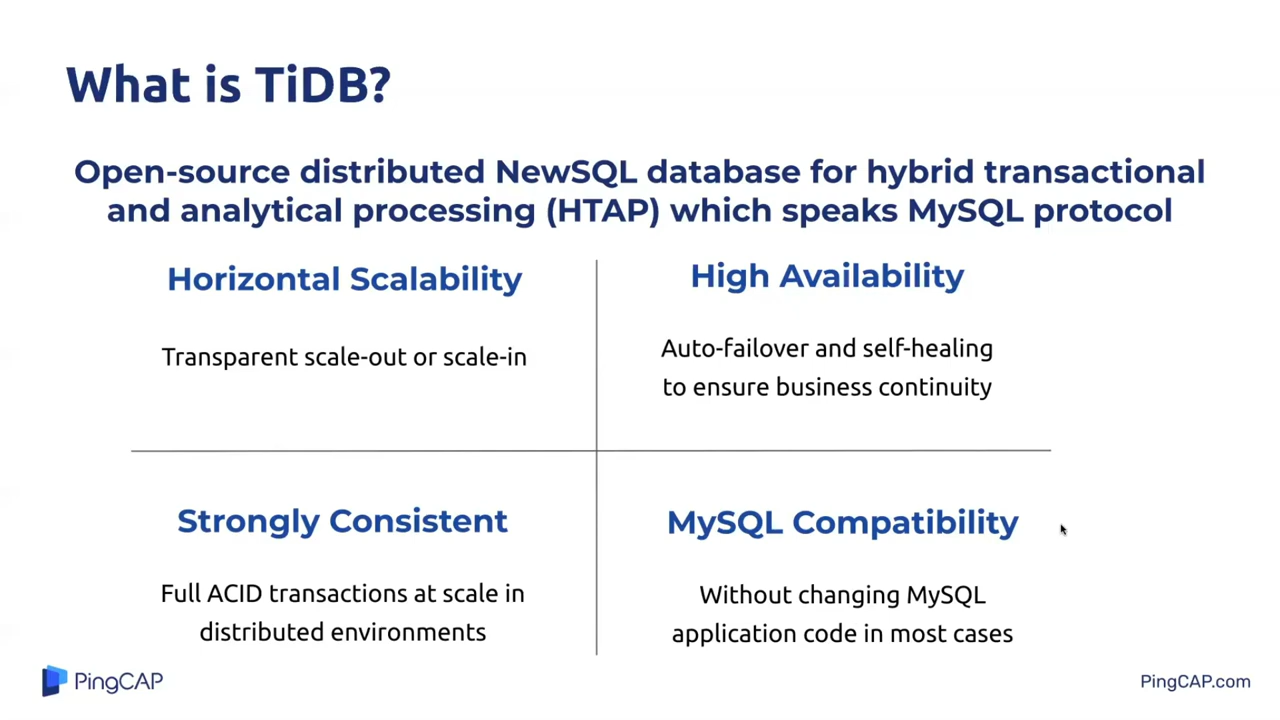 What is TiDB?
Open-source distributed NewSQL database for hybrid transactional
and analytical processing (HTAP) which speaks MySQL protocol
Horizontal Scalability
Transparent scale-out or scale-in
High Availability
Auto-failover and self-healing
to ensure business continuity
Strongly Consistent
Full ACID transactions at scale in
distributed environments
MySQL Compatibility
Without changing MySQL
application code in most cases
PingCAP
PingCAP.com